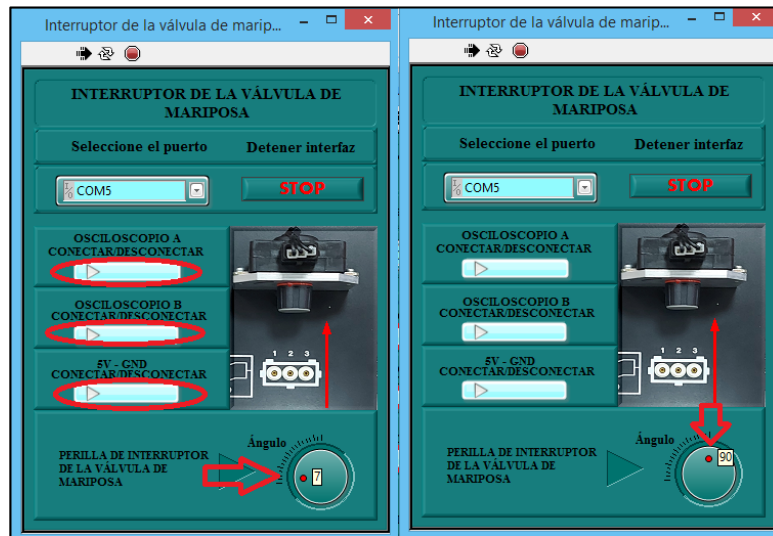 Interruptor de la válvula de marip...
INTERRUPTOR DE LA VÁLVULA DE
MARIPOSA
Seleccione el puerto
Detener interfaz
COM5
STOP
OSCILOSCOPIO A
CONECTAR/DESCONECTAR
OSCILOSCOPIO B
CONECTAR/DESCONECTAR
5V - GND
CONECTAR/DESCONECTAR
1 2 3
Ángulo
PERILLA DE INTERRUPTOR
DE LA VÁLVULA DE
MARIPOSA
7
Interruptor de la válvula de marip...
INTERRUPTOR DE LA VÁLVULA DE
MARIPOSA
Seleccione el puerto
Detener interfaz
COM5
STOP
OSCILOSCOPIO A
CONECTAR/DESCONECTAR
OSCILOSCOPIO B
CONECTAR/DESCONECTAR
5V - GND
CONECTAR/DESCONECTAR
1 2 3
Ángulo
PERILLA DE INTERRUPTOR
DE LA VÁLVULA DE
MARIPOSA
90